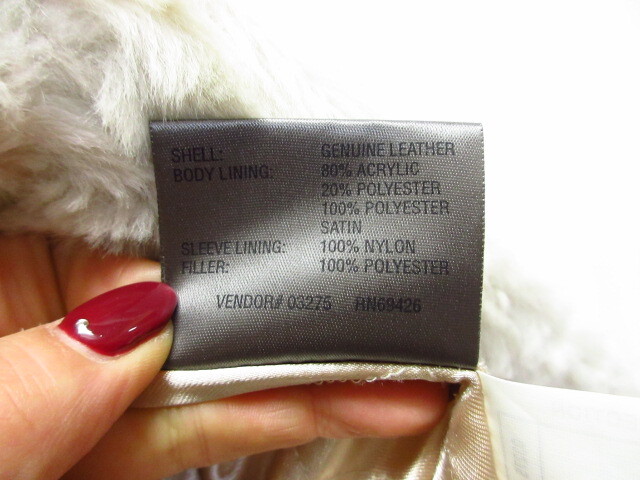 SHELL: GENUINE LEATHER
BODY LINING: 80% ACRYLIC
20% POLYESTER
100% POLYESTER
SATIN
SLEEVE LINING: 100% NYLON
FILLER: 100% POLYESTER
VENDOR# 03275 RN69426